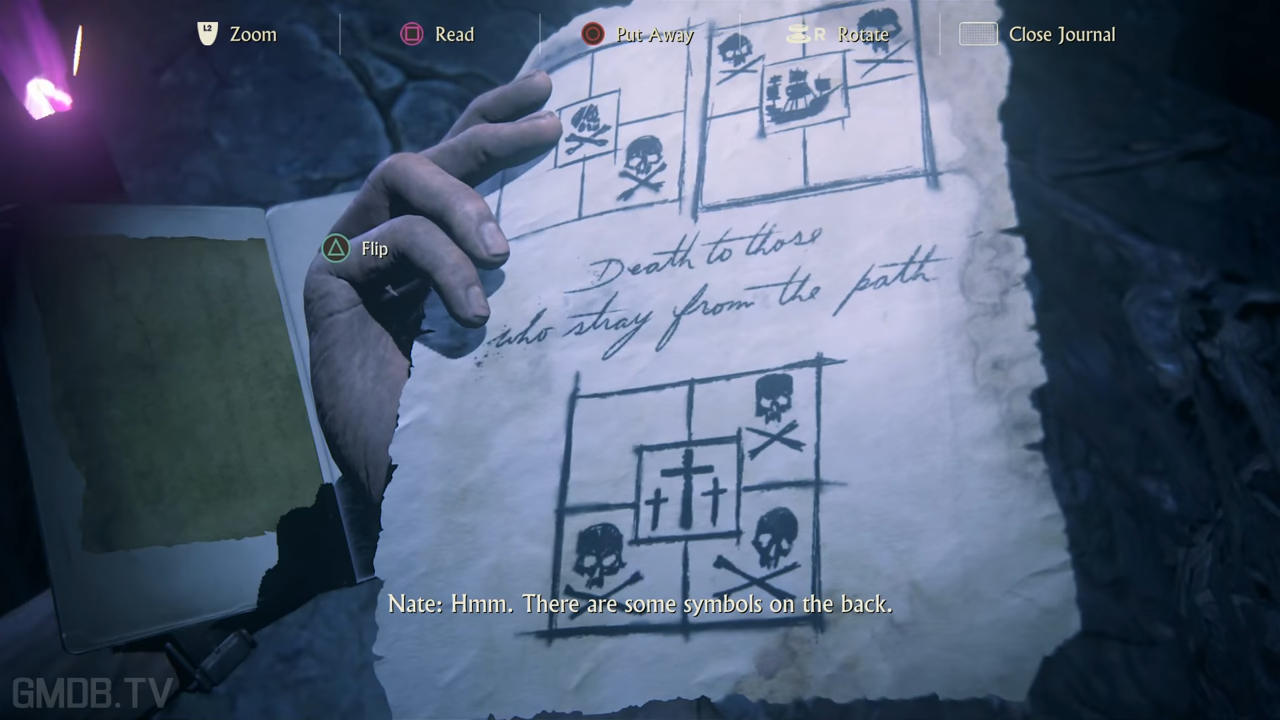 L2 Zoom
Read
Put Away
R Rotate
Close Journal
Flip
Death to those
who stray from the path
Nate: Hmm. There are some symbols on the back.
GMDB.TV